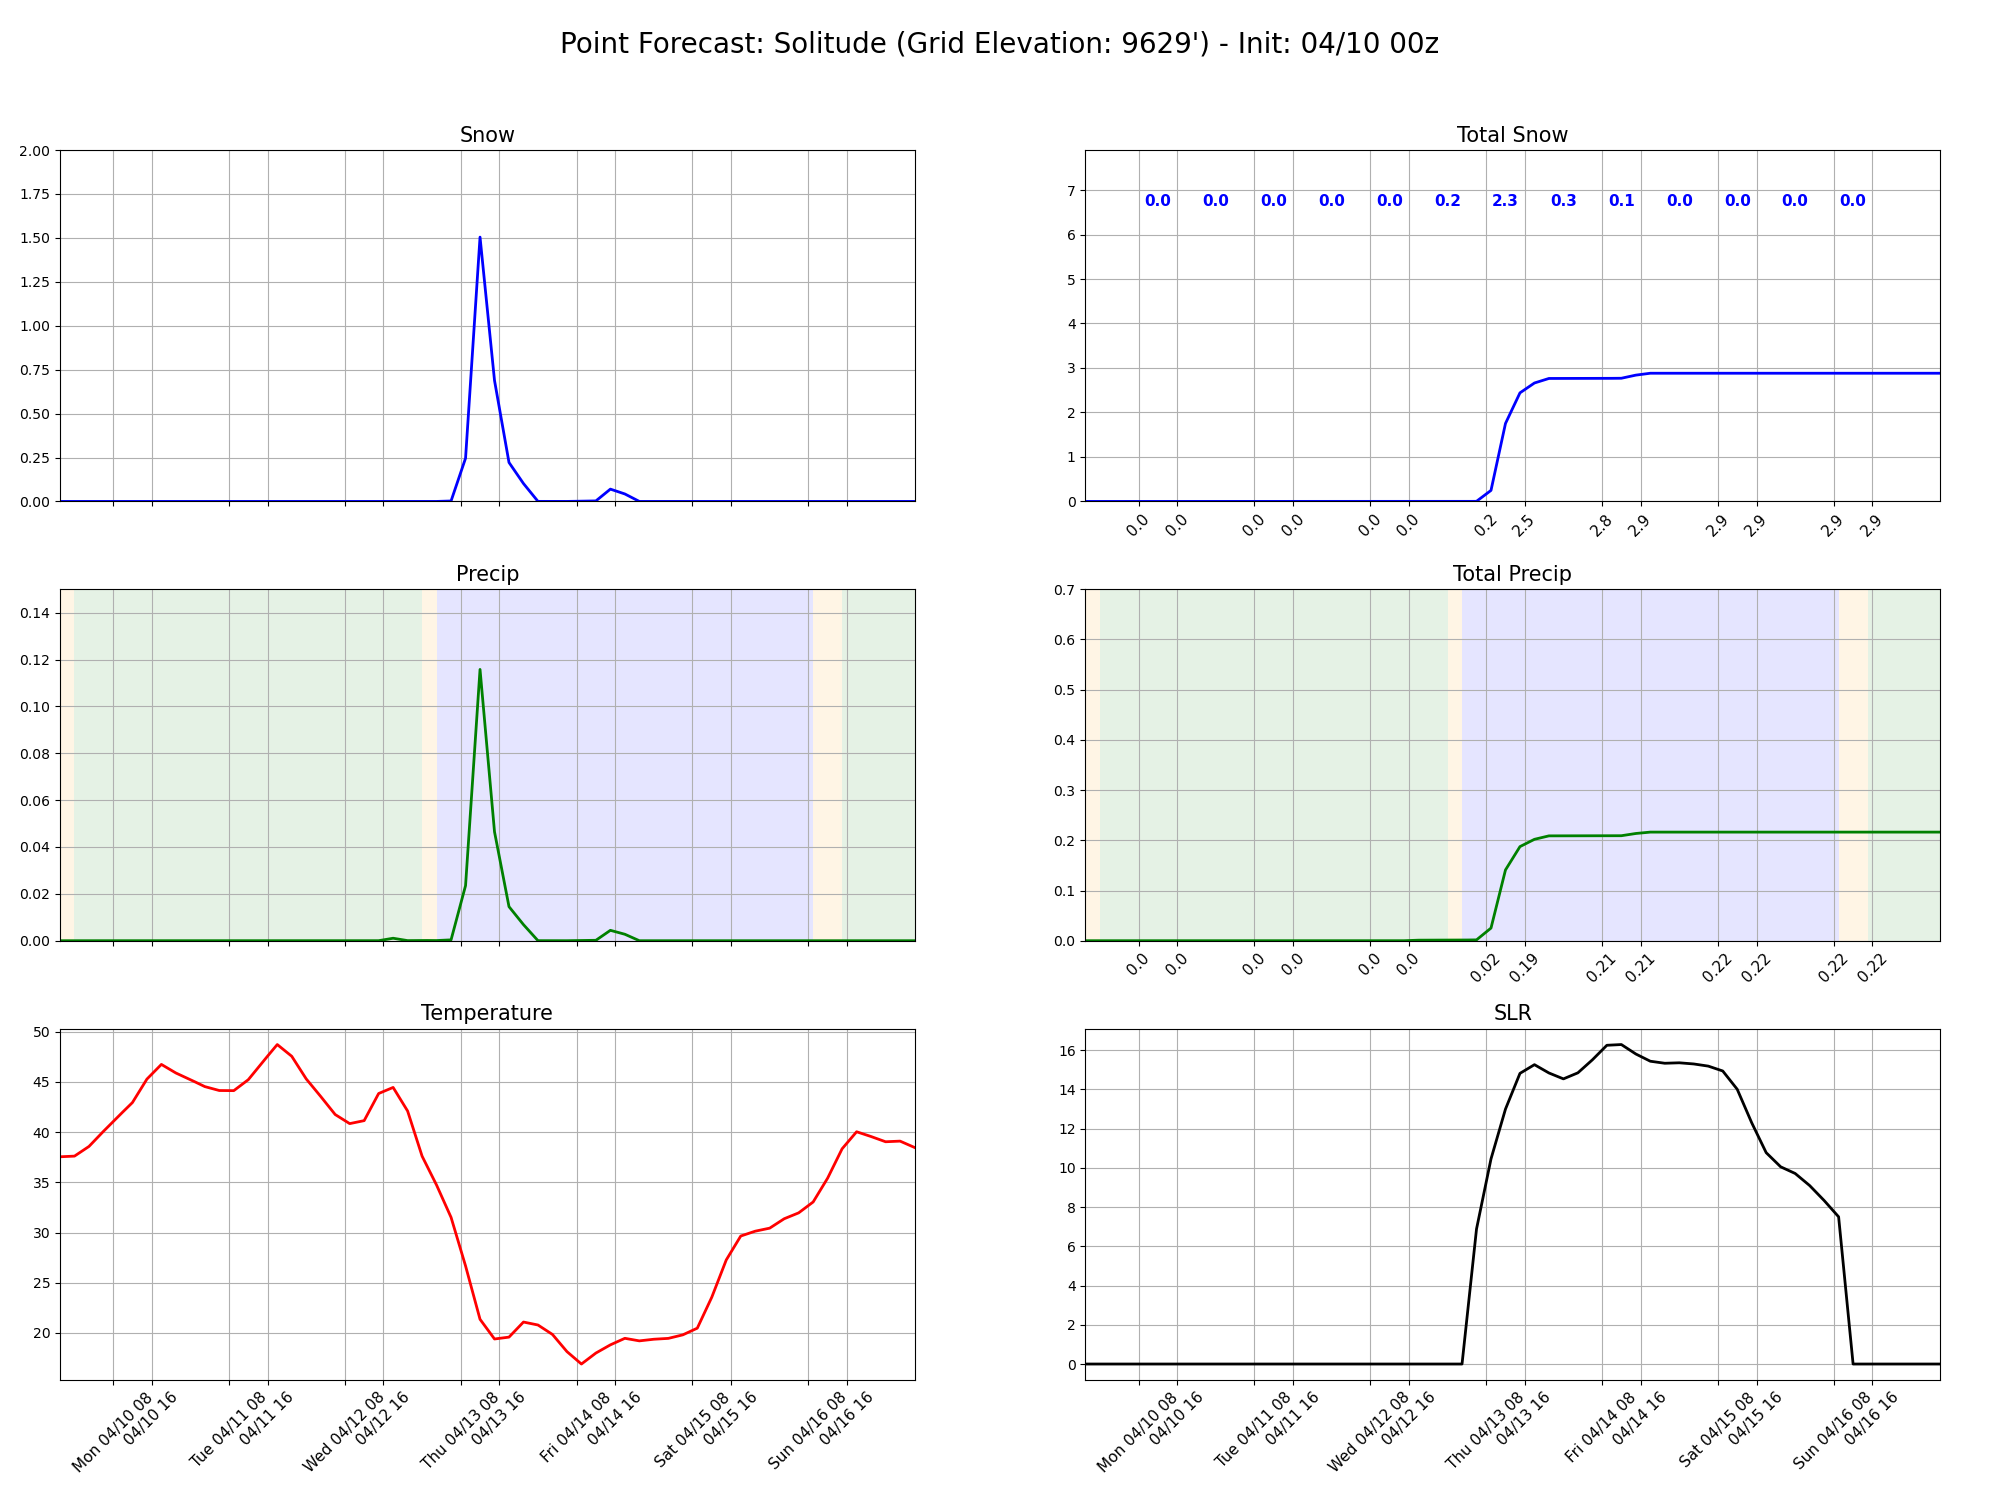 Point Forecast: Solitude (Grid Elevation: 9629') - Init: 04/10 00z
Snow
2.00
1.75
1.50
1.25
1.00
0.75
0.50
0.25
0.00
Total Snow
7
6
5
4
3
2
1
0
0.0 0.0 0.0 0.0 0.0 0.2 2.3 0.3 0.1 0.0 0.0 0.0 0.0
0.0 0.0 0.0 0.0 0.0 0.0 0.2 2.5 2.8 2.9 2.9 2.9 2.9 2.9
Precip
0.14
0.12
0.10
0.08
0.06
0.04
0.02
0.00
Total Precip
0.7
0.6
0.5
0.4
0.3
0.2
0.1
0.0
0.0 0.0 0.0 0.0 0.0 0.0 0.02 0.19 0.21 0.21 0.22 0.22 0.22 0.22
Temperature
50
45
40
35
30
25
20
Mon 04/10 08
04/10 16
Tue 04/11 08
04/11 16
Wed 04/12 08
04/12 16
Thu 04/13 08
04/13 16
Fri 04/14 08
04/14 16
Sat 04/15 08
04/15 16
Sun 04/16 08
04/16 16
SLR
16
14
12
10
8
6
4
2
0
Mon 04/10 08
04/10 16
Tue 04/11 08
04/11 16
Wed 04/12 08
04/12 16
Thu 04/13 08
04/13 16
Fri 04/14 08
04/14 16
Sat 04/15 08
04/15 16
Sun 04/16 08
04/16 16